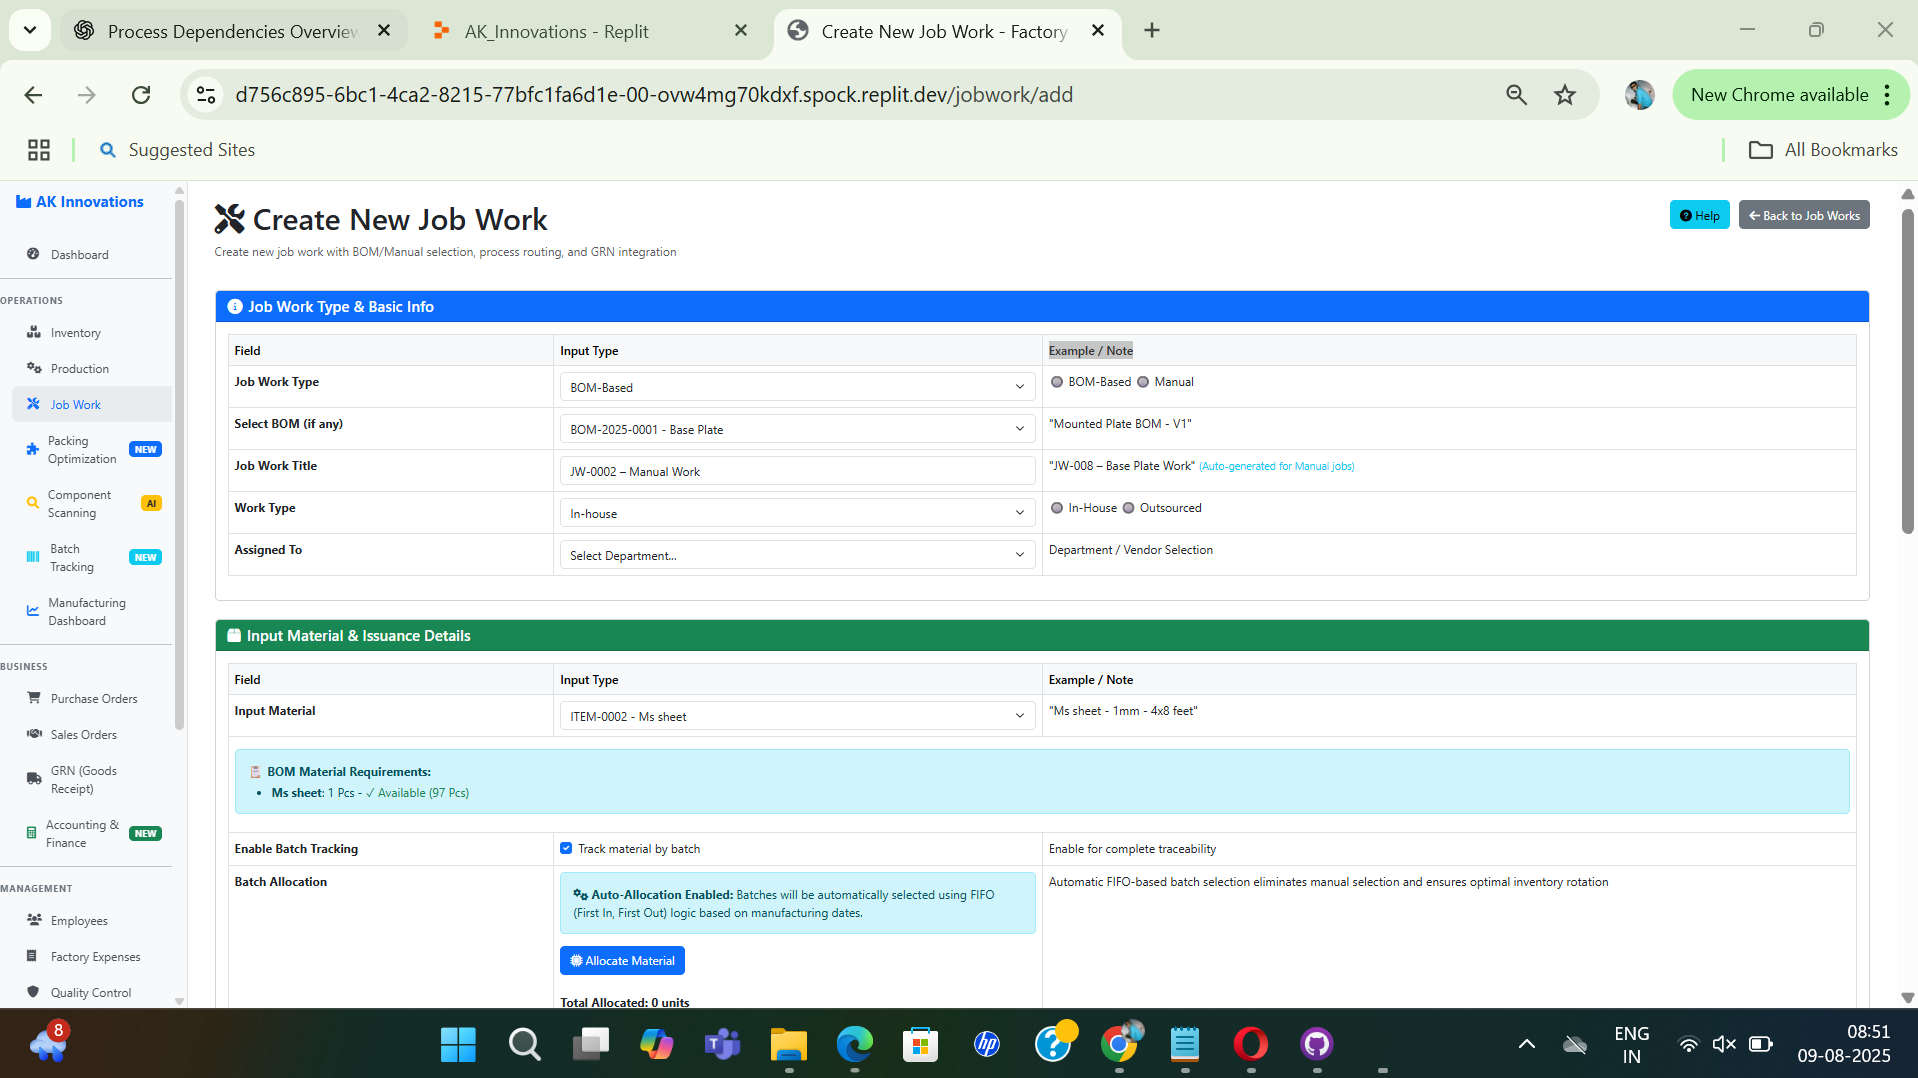 Process Dependencies Overview
AK_Innovations - Replit
Create New Job Work - Factory
d756c895-6bc1-4ca2-8215-77bfc1fa6d1e-00-ovw4mg70kdxf.spock.replit.dev/jobwork/add
New Chrome available
Suggested Sites
All Bookmarks
AK Innovations
Dashboard
OPERATIONS
Inventory
Production
Job Work
Packing Optimization NEW
Component Scanning AI
Batch Tracking NEW
Manufacturing Dashboard
BUSINESS
Purchase Orders
Sales Orders
GRN (Goods Receipt)
Accounting & Finance NEW
MANAGEMENT
Employees
Factory Expenses
Quality Control
Create New Job Work
Help
Back to Job Works
Create new job work with BOM/Manual selection, process routing, and GRN integration
Job Work Type & Basic Info
Field Input Type Example / Note
Job Work Type BOM-Based BOM-Based Manual
Select BOM (if any) BOM-2025-0001 - Base Plate "Mounted Plate BOM - V1"
Job Work Title JW-0002 – Manual Work "JW-008 – Base Plate Work" (Auto-generated for Manual jobs)
Work Type In-house In-House Outsourced
Assigned To Select Department... Department / Vendor Selection
Input Material & Issuance Details
Field Input Type Example / Note
Input Material ITEM-0002 - Ms sheet "Ms sheet - 1mm - 4x8 feet"
BOM Material Requirements:
• Ms sheet: 1 Pcs - ✓ Available (97 Pcs)
Enable Batch Tracking Track material by batch Enable for complete traceability
Batch Allocation Auto-Allocation Enabled: Batches will be automatically selected using FIFO Automatic FIFO-based batch selection eliminates manual selection and ensures optimal inventory rotation
(First In, First Out) logic based on manufacturing dates.
Allocate Material
Total Allocated: 0 units
8
hp
ENG
IN
08:51
09-08-2025